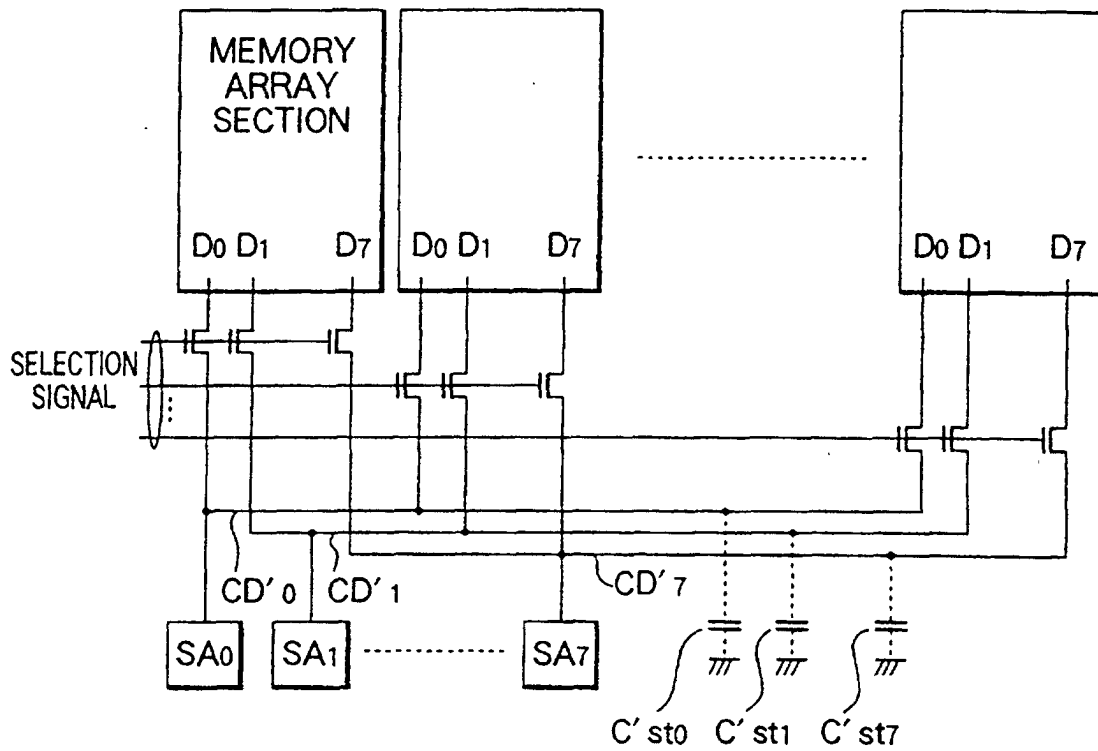 MEMORY
ARRAY
SECTION
D0 D1 D7
D0 D1 D7
D0 D1 D7
SELECTION
SIGNAL
CD'0
CD'1
CD'7
SA0
SA1
SA7
C'st0
C'st1
C'st7